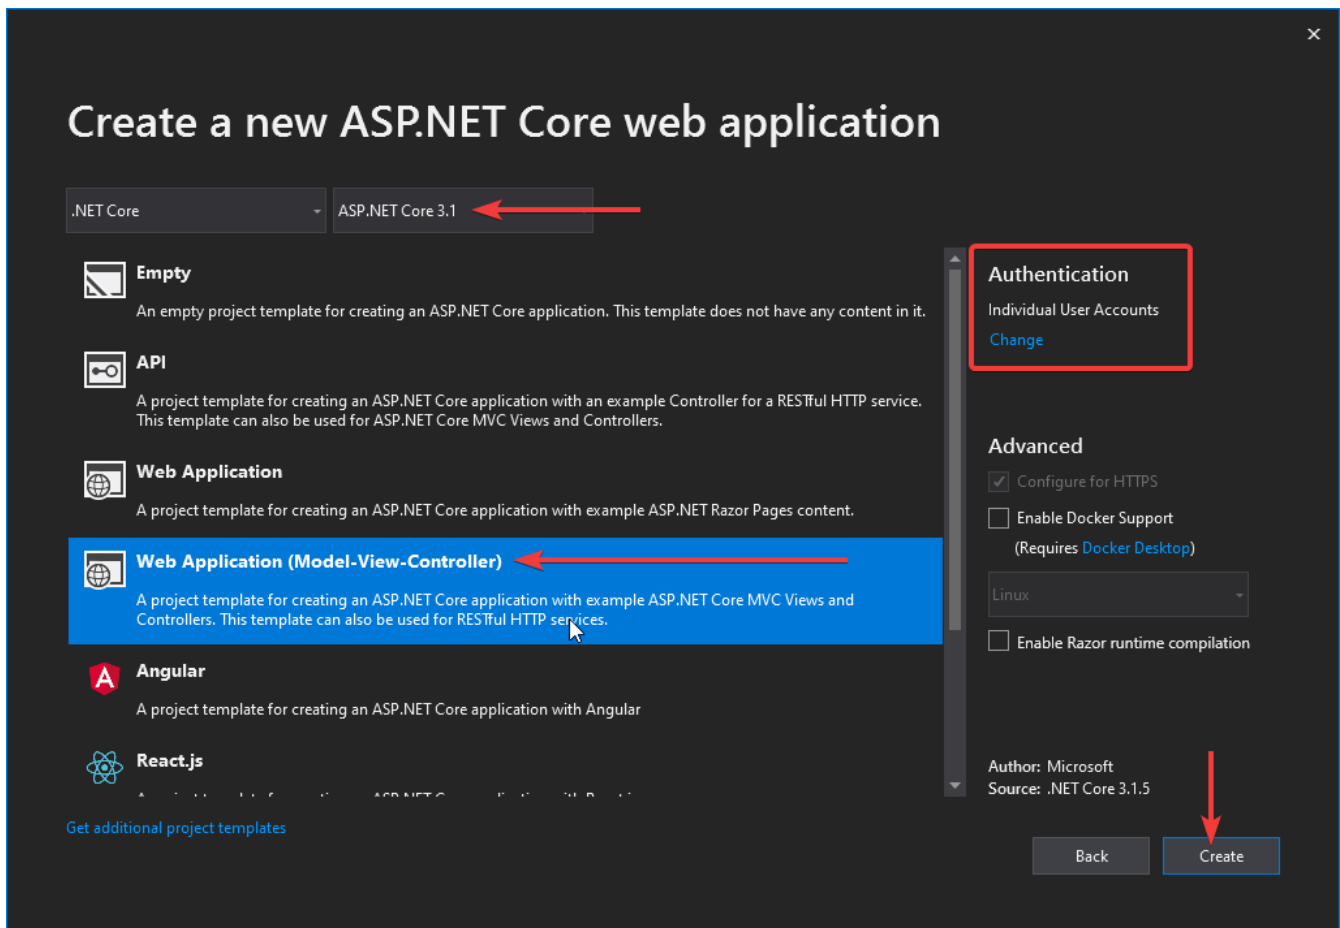 Create a new ASP.NET Core web application
.NET Core
ASP.NET Core 3.1
Empty
An empty project template for creating an ASP.NET Core application. This template does not have any content in it.
API
A project template for creating an ASP.NET Core application with an example Controller for a RESTful HTTP service.
This template can also be used for ASP.NET Core MVC Views and Controllers.
Web Application
A project template for creating an ASP.NET Core application with example ASP.NET Razor Pages content.
Web Application (Model-View-Controller)
A project template for creating an ASP.NET Core application with example ASP.NET Core MVC Views and
Controllers. This template can also be used for RESTful HTTP services.
Angular
A project template for creating an ASP.NET Core application with Angular
React.js
Get additional project templates
Authentication
Individual User Accounts
Change
Advanced
Configure for HTTPS
Enable Docker Support
(Requires Docker Desktop)
Linux
Enable Razor runtime compilation
Author: Microsoft
Source: .NET Core 3.1.5
Back
Create